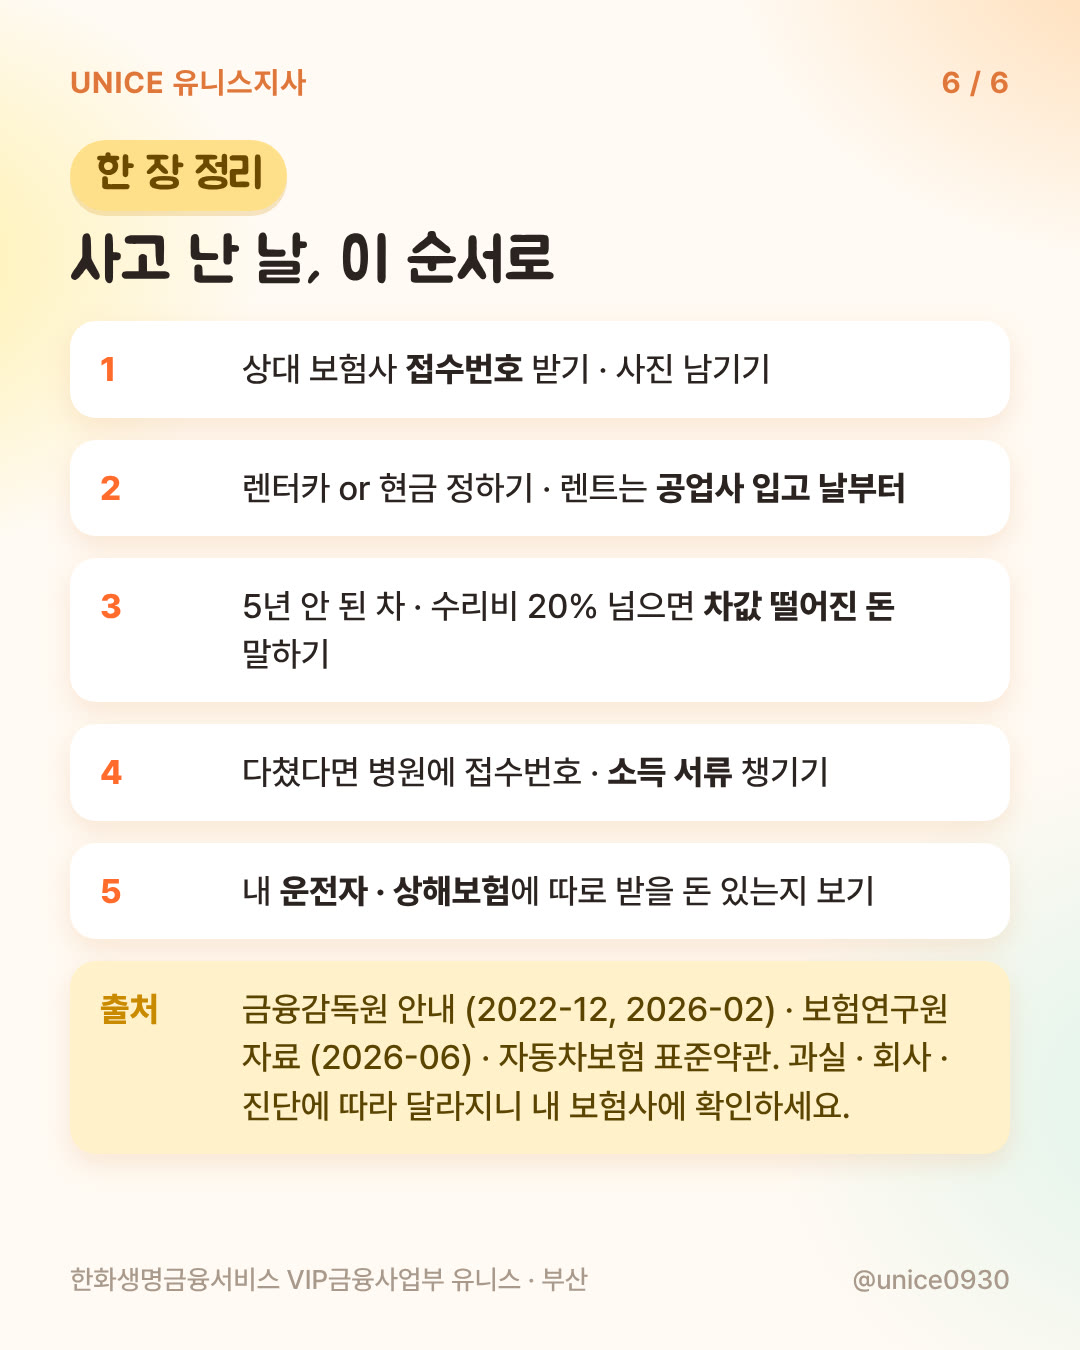 UNICE 유니스지사
6 / 6
한 장 정리
사고 난 날, 이 순서로
1 상대 보험사 접수번호 받기 · 사진 남기기
2 렌터카 or 현금 정하기 · 렌트는 공업사 입고 날부터
3 5년 안 된 차 · 수리비 20% 넘으면 차값 떨어진 돈
말하기
4 다쳤다면 병원에 접수번호 · 소득 서류 챙기기
5 내 운전자 · 상해보험에 따로 받을 돈 있는지 보기
출처 금융감독원 안내 (2022-12, 2026-02) · 보험연구원
자료 (2026-06) · 자동차보험 표준약관. 과실 · 회사 ·
진단에 따라 달라지니 내 보험사에 확인하세요.
한화생명금융서비스 VIP금융사업부 유니스 · 부산
@unice0930